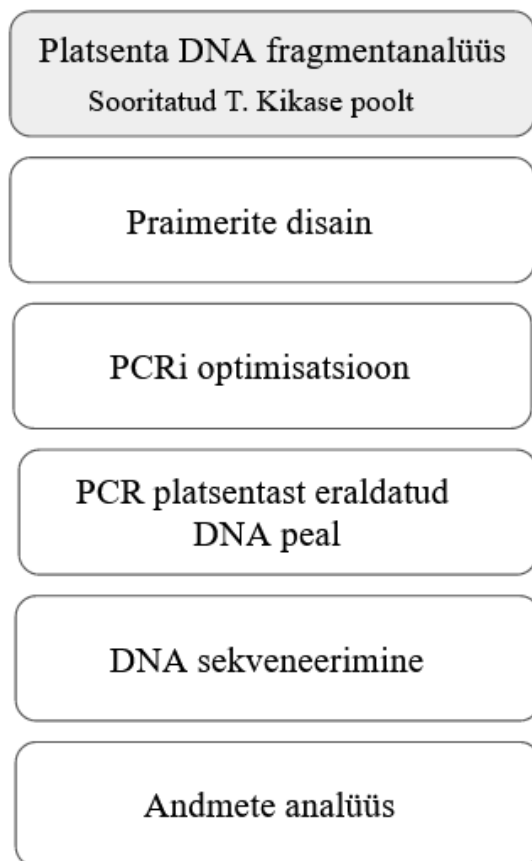 Platsenta DNA fragmentanalüüs
Sooritatud T. Kikase poolt
Praimerite disain
PCRi optimisatsioon
PCR platsentast eraldatud
DNA peal
DNA sekveneerimine
Andmete analüüs